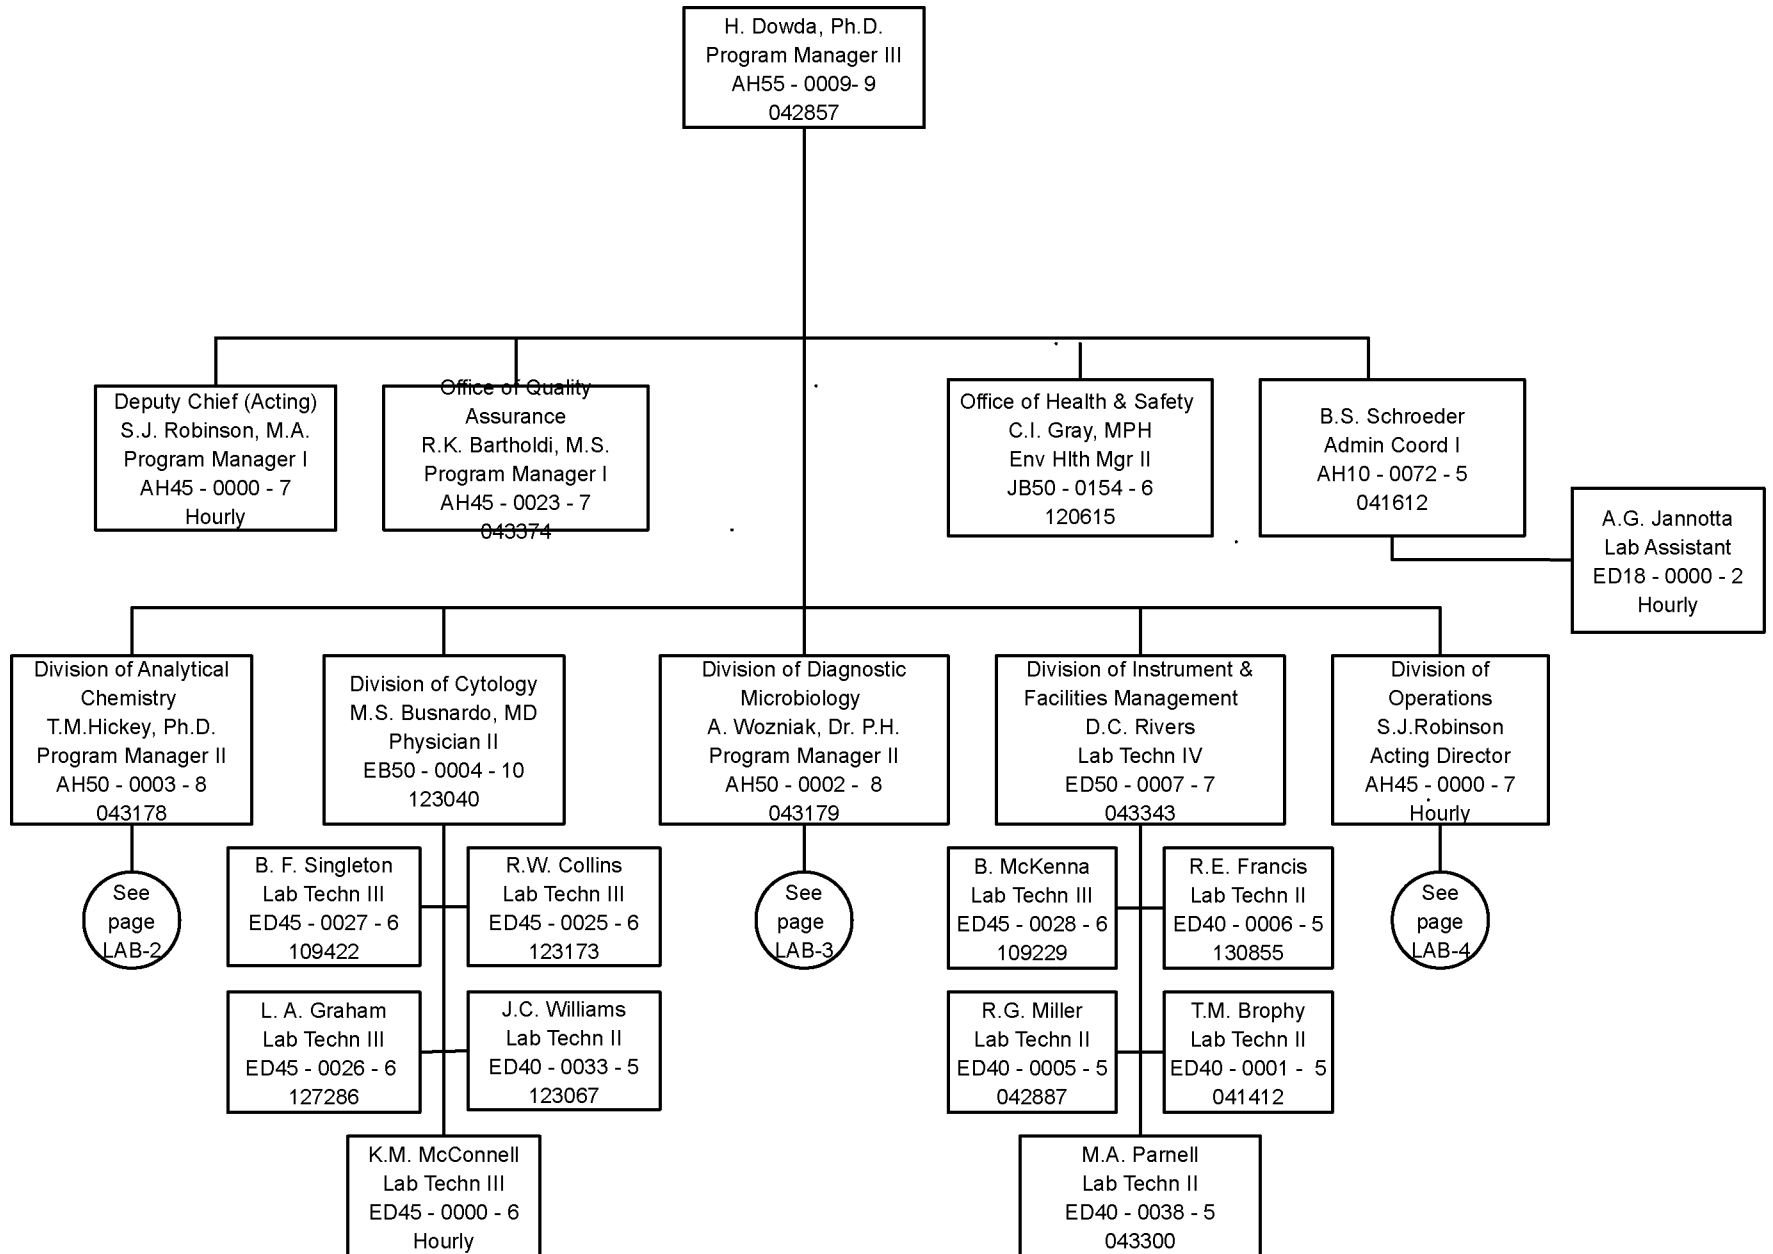 H. Dowda, Ph.D.
Program Manager III
AH55 - 0009- 9
042857
Deputy Chief (Acting)
S.J. Robinson, M.A.
Program Manager I
AH45 - 0000 - 7
Hourly
Office of Quality
Assurance
R.K. Bartholdi, M.S.
Program Manager I
AH45 - 0023 - 7
043374
Office of Health & Safety
C.I. Gray, MPH
Env Hlth Mgr II
JB50 - 0154 - 6
120615
B.S. Schroeder
Admin Coord I
AH10 - 0072 - 5
041612
A.G. Jannotta
Lab Assistant
ED18 - 0000 - 2
Hourly
Division of Analytical
Chemistry
T.M.Hickey, Ph.D.
Program Manager II
AH50 - 0003 - 8
043178
Division of Cytology
M.S. Busnardo, MD
Physician II
EB50 - 0004 - 10
123040
Division of Diagnostic
Microbiology
A. Wozniak, Dr. P.H.
Program Manager II
AH50 - 0002 -  8
043179
Division of Instrument &
Facilities Management
D.C. Rivers
Lab Techn IV
ED50 - 0007 - 7
043343
Division of
Operations
S.J.Robinson
Acting Director
AH45 - 0000 - 7
Hourly
See
page
LAB-2
B. F. Singleton
Lab Techn III
ED45 - 0027 - 6
109422
R.W. Collins
Lab Techn III
ED45 - 0025 - 6
123173
See
page
LAB-3
B. McKenna
Lab Techn III
ED45 - 0028 - 6
109229
R.E. Francis
Lab Techn II
ED40 - 0006 - 5
130855
See
page
LAB-4
L. A. Graham
Lab Techn III
ED45 - 0026 - 6
127286
J.C. Williams
Lab Techn II
ED40 - 0033 - 5
123067
R.G. Miller
Lab Techn II
ED40 - 0005 - 5
042887
T.M. Brophy
Lab Techn II
ED40 - 0001 -  5
041412
K.M. McConnell
Lab Techn III
ED45 - 0000 - 6
Hourly
M.A. Parnell
Lab Techn II
ED40 - 0038 - 5
043300